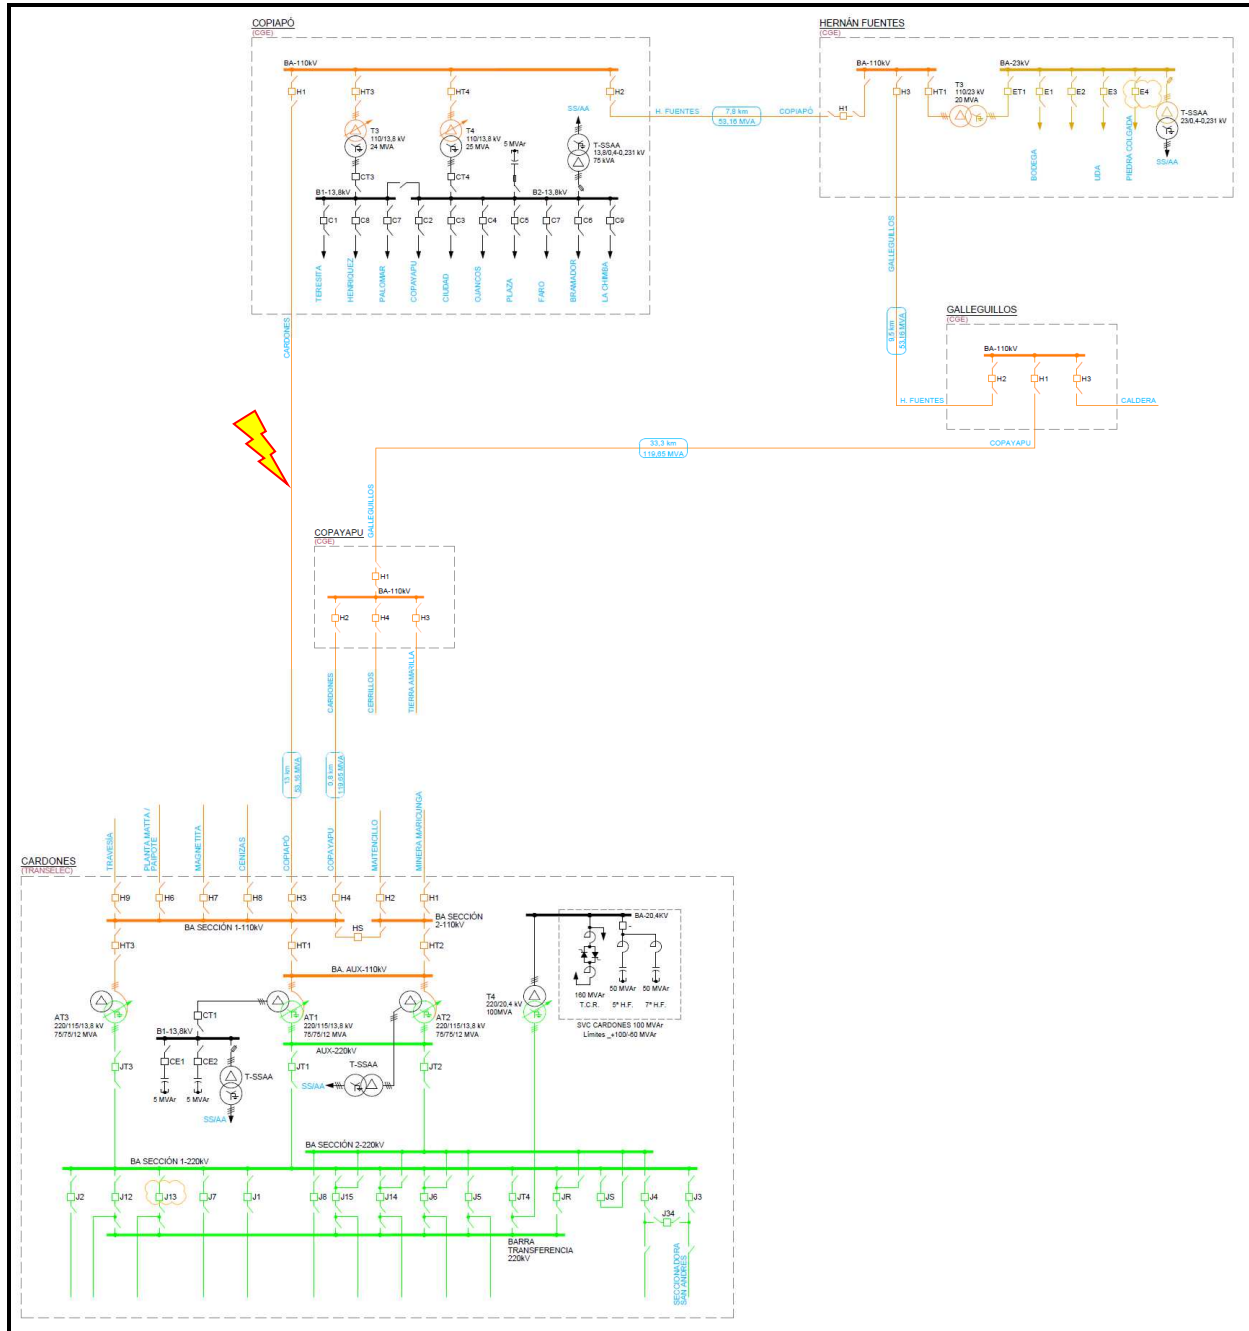 COPIAPÓ
(CGE)
BA-110kV
H1
HT3
HT4
H2
T3
110/13,8 kV
24 MVA
T4
110/13,8 kV
25 MVA
SS/AA
T-SSAA
13,8/0,4-0,231 kV
75 kVA
5 MVAr
CT3
CT4
B1-13,8kV
B2-13,8kV
C1
C8
C7
C2
C3
C4
C5
C7
C6
C9
TERESITA
HENRIQUEZ
PALOMAR
COPAYAPU
CIUDAD
OJANCOS
PLAZA
FARO
BRAMADOR
LA CHIMBA
CARDONES
H. FUENTES
7,8 km
53,16 MVA
COPIAPÓ
HERNÁN FUENTES
(CGE)
BA-110kV
BA-23kV
H1
H3
HT1
T3
110/23 kV
20 MVA
ET1
E1
E2
E3
E4
T-SSAA
23/0,4-0,231 kV
SS/AA
BODEGA
UDA
PIEDRA COLGADA
GALLEGUILLOS
9,5 km
53,16 MVA
GALLEGUILLOS
(CGE)
BA-110kV
H2
H1
H3
H. FUENTES
CALDERA
COPAYAPU
33,3 km
119,65 MVA
GALLEGUILLOS
COPAYAPU
(CGE)
H1
BA-110kV
H2
H4
H3
CARDONES
CERRILLOS
TIERRA AMARILLA
15 km
53,16 MVA
0,8 km
119,65 MVA
TRAVESÍA
PLANTA MATTA /
PAIPOTE
MAGNETITA
CENIZAS
COPIAPÓ
COPAYAPU
MAITENCILLO
MINERA MARICUNGA
CARDONES
(TRANSELEC)
H9
H6
H7
H8
H3
H4
H2
H1
BA SECCIÓN 1-110kV
BA SECCIÓN
2-110kV
HS
HT3
HT1
HT2
BA. AUX-110kV
AT3
220/115/13,8 kV
75/75/12 MVA
AT1
220/115/13,8 kV
75/75/12 MVA
AT2
220/115/13,8 kV
75/75/12 MVA
T4
220/20,4 kV
100MVA
BA-20,4KV
-
160 MVAr
T.C.R.
50 MVAr
5° H.F.
50 MVAr
7° H.F.
SVC CARDONES 100 MVAr
Límites _+100/-60 MVAr
CT1
B1-13,8kV
CE1
CE2
T-SSAA
5 MVAr
5 MVAr
SS/AA
AUX-220kV
JT3
JT1
JT2
T-SSAA
SS/AA
BA SECCIÓN 2-220kV
BA SECCIÓN 1-220kV
J2
J12
J13
J7
J1
J8
J15
J14
J6
J5
JT4
JR
JS
J4
J3
J34
BARRA
TRANSFERENCIA
220kV
SECCIONADORA
SAN ANDRES